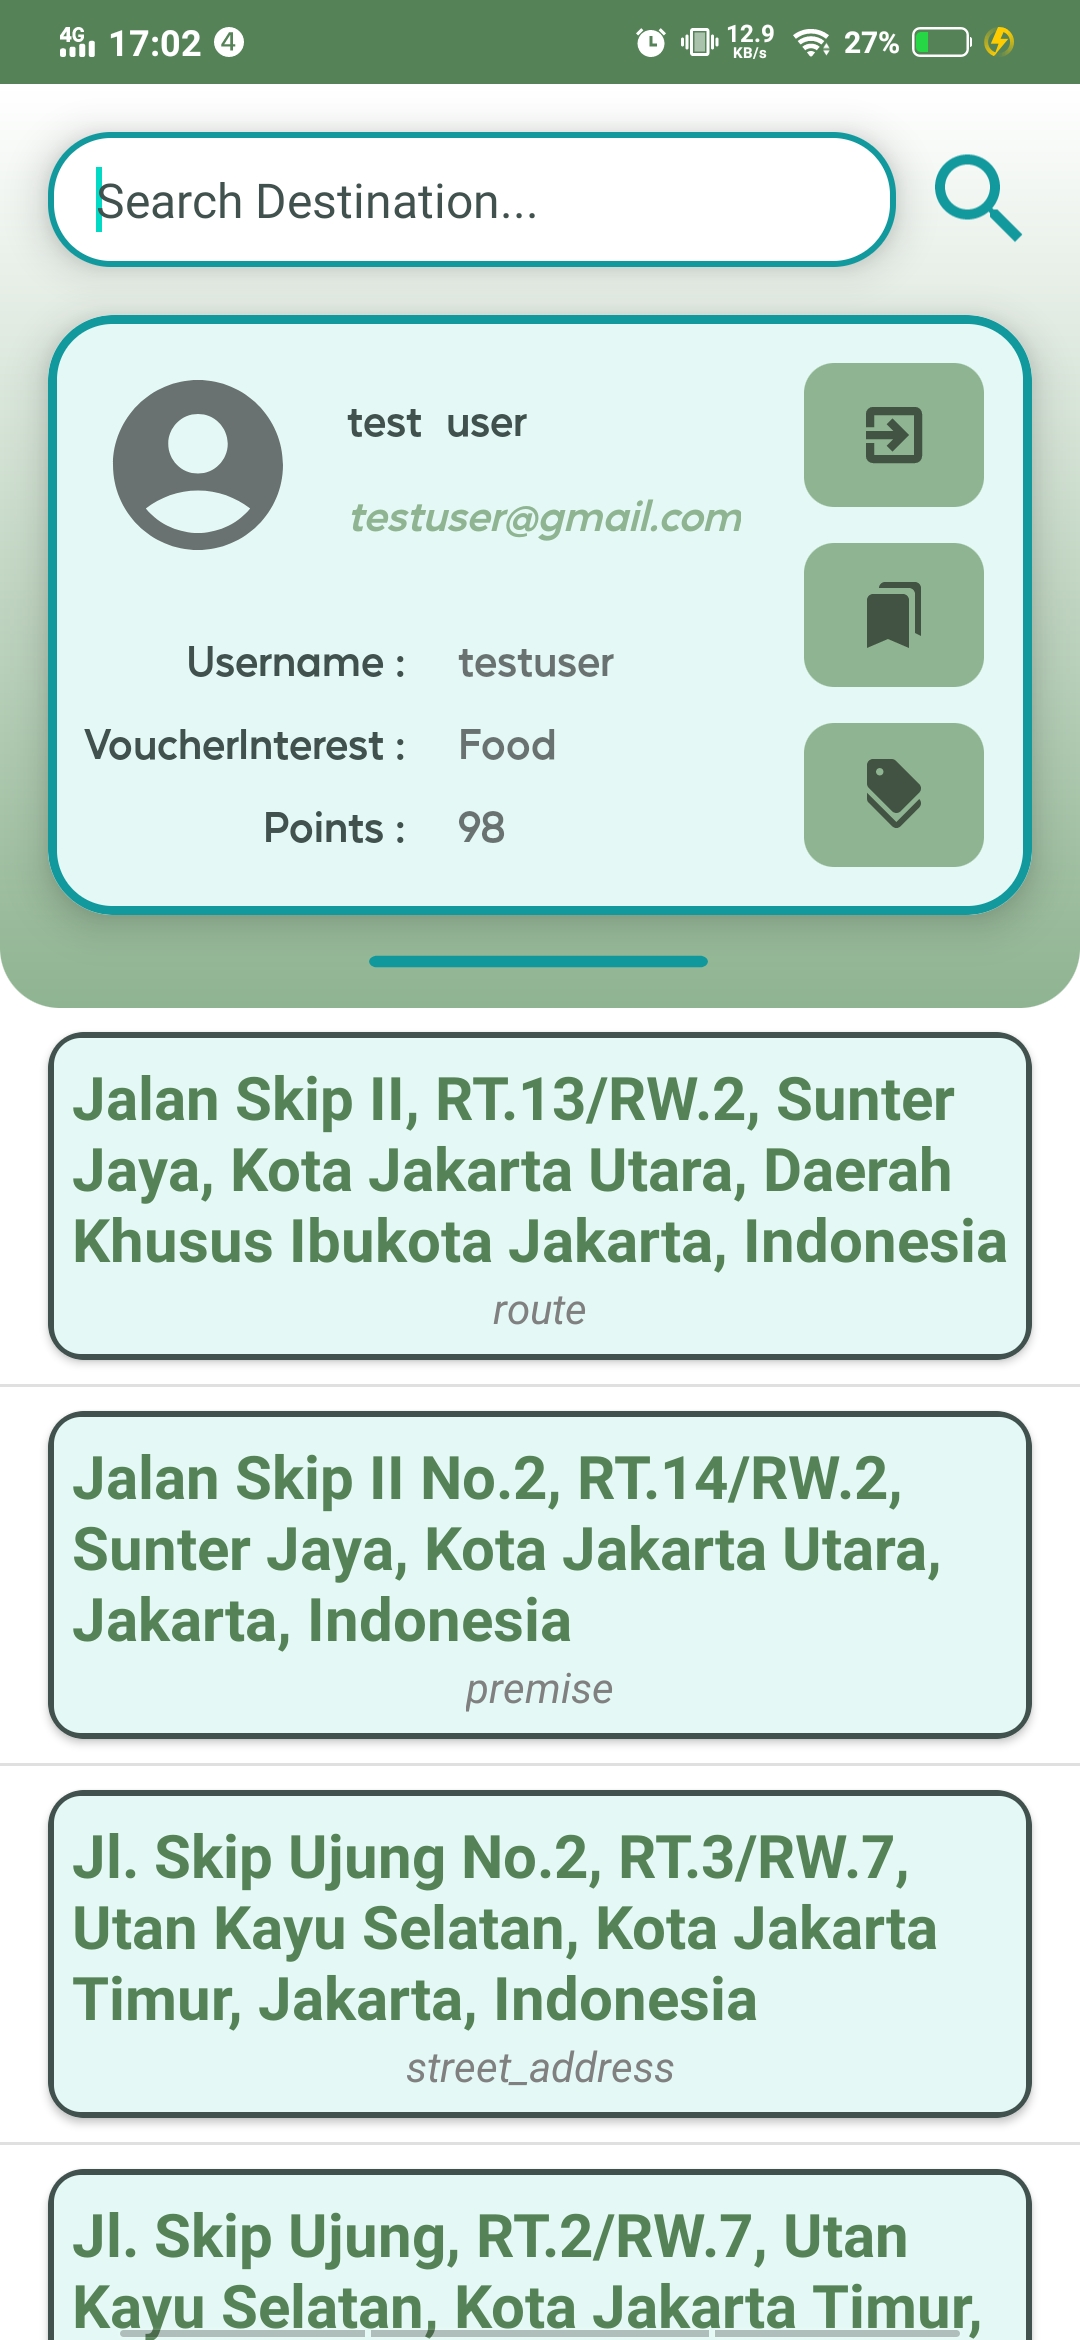 4G 17:02 4 12.9 KB/s 27%
Search Destination...
test user
testuser@gmail.com
Username : testuser
VoucherInterest : Food
Points : 98
Jalan Skip II, RT.13/RW.2, Sunter
Jaya, Kota Jakarta Utara, Daerah
Khusus Ibukota Jakarta, Indonesia
route
Jalan Skip II No.2, RT.14/RW.2,
Sunter Jaya, Kota Jakarta Utara,
Jakarta, Indonesia
premise
Jl. Skip Ujung No.2, RT.3/RW.7,
Utan Kayu Selatan, Kota Jakarta
Timur, Jakarta, Indonesia
street_address
Jl. Skip Ujung, RT.2/RW.7, Utan
Kayu Selatan, Kota Jakarta Timur,